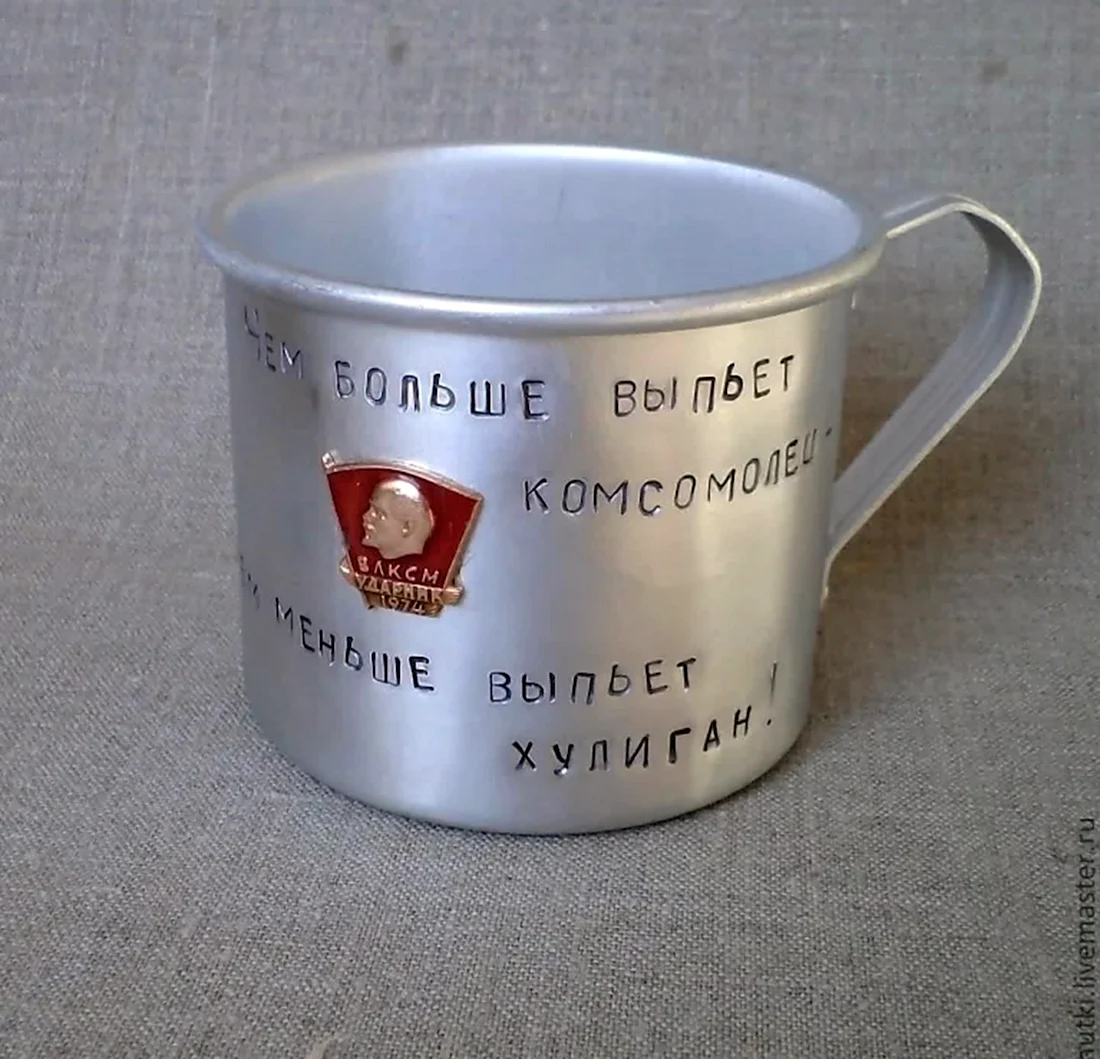 Чем БОЛЬШЕ ВЫПЬЕТ
КОМСОМОЛЕЦ-
ВЛКСМ
УДАРНИК
1974
МЕНЬШЕ ВЫПЬЕТ
ХУЛИГАН!
livemaster.ru